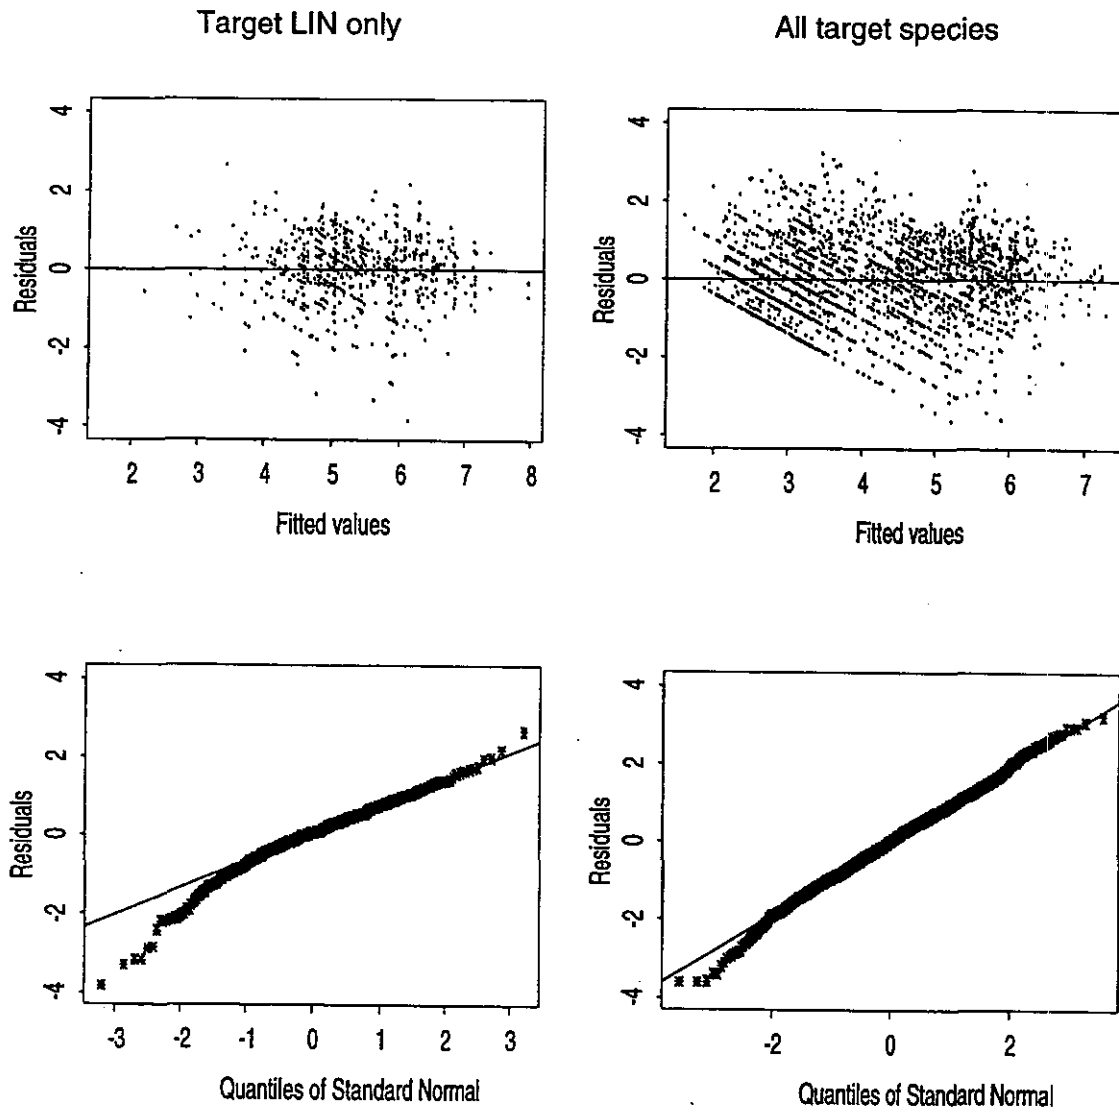 Target LIN only
All target species
4
2
0
-2
-4
Residuals
2 3 4 5 6 7 8
Fitted values
4
2
0
-2
-4
Residuals
2 3 4 5 6 7
Fitted values
4
2
0
-2
-4
Residuals
-3 -2 -1 0 1 2 3
Quantiles of Standard Normal
4
2
0
-2
-4
Residuals
-2 0 2
Quantiles of Standard Normal